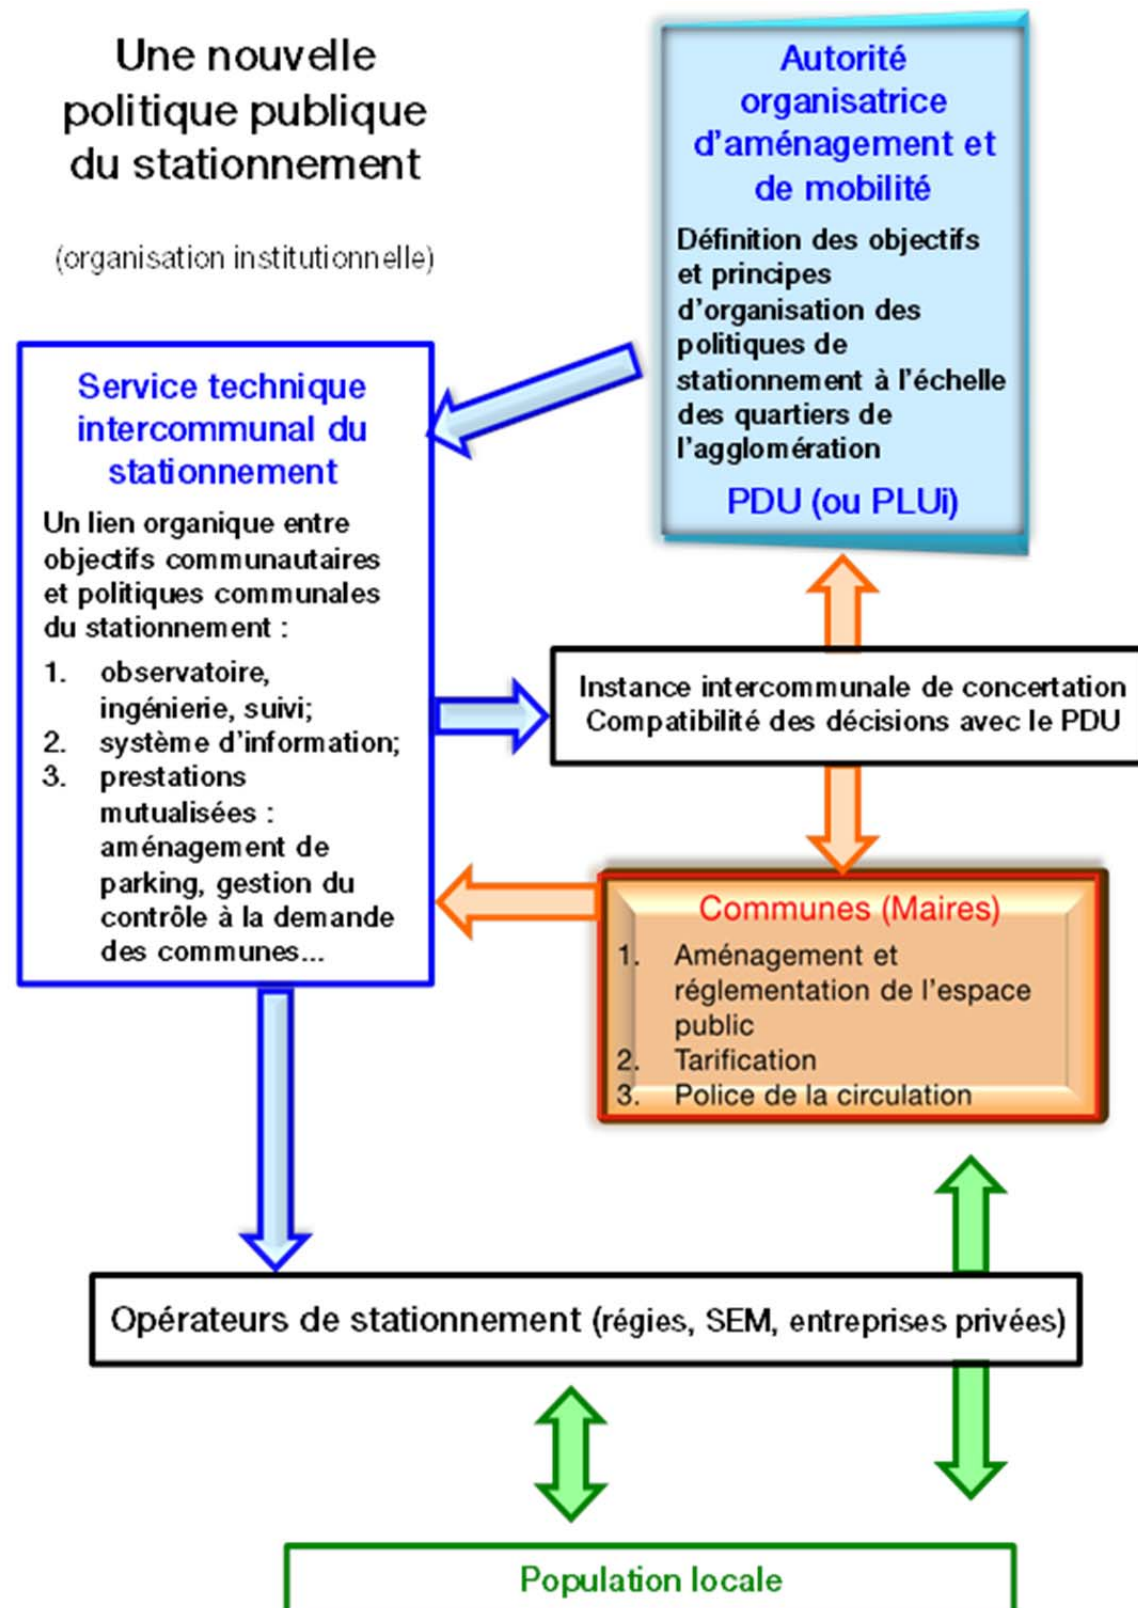 Une nouvelle
politique publique
du stationnement
(organisation institutionnelle)
Autorité
organisatrice
d'aménagement et
de mobilité
Définition des objectifs
et principes
d'organisation des
politiques de
stationnement à l'échelle
des quartiers de
l'agglomération
PDU (ou PLUi)
Service technique
intercommunal du
stationnement
Un lien organique entre
objectifs communautaires
et politiques communales
du stationnement :
1. observatoire,
ingénierie, suivi;
2. système d'information;
3. prestations
mutualisées :
aménagement de
parking, gestion du
contrôle à la demande
des communes...
Instance intercommunale de concertation
Compatibilité des décisions avec le PDU
Communes (Maires)
1. Aménagement et
réglementation de l'espace
public
2. Tarification
3. Police de la circulation
Opérateurs de stationnement (régies, SEM, entreprises privées)
Population locale